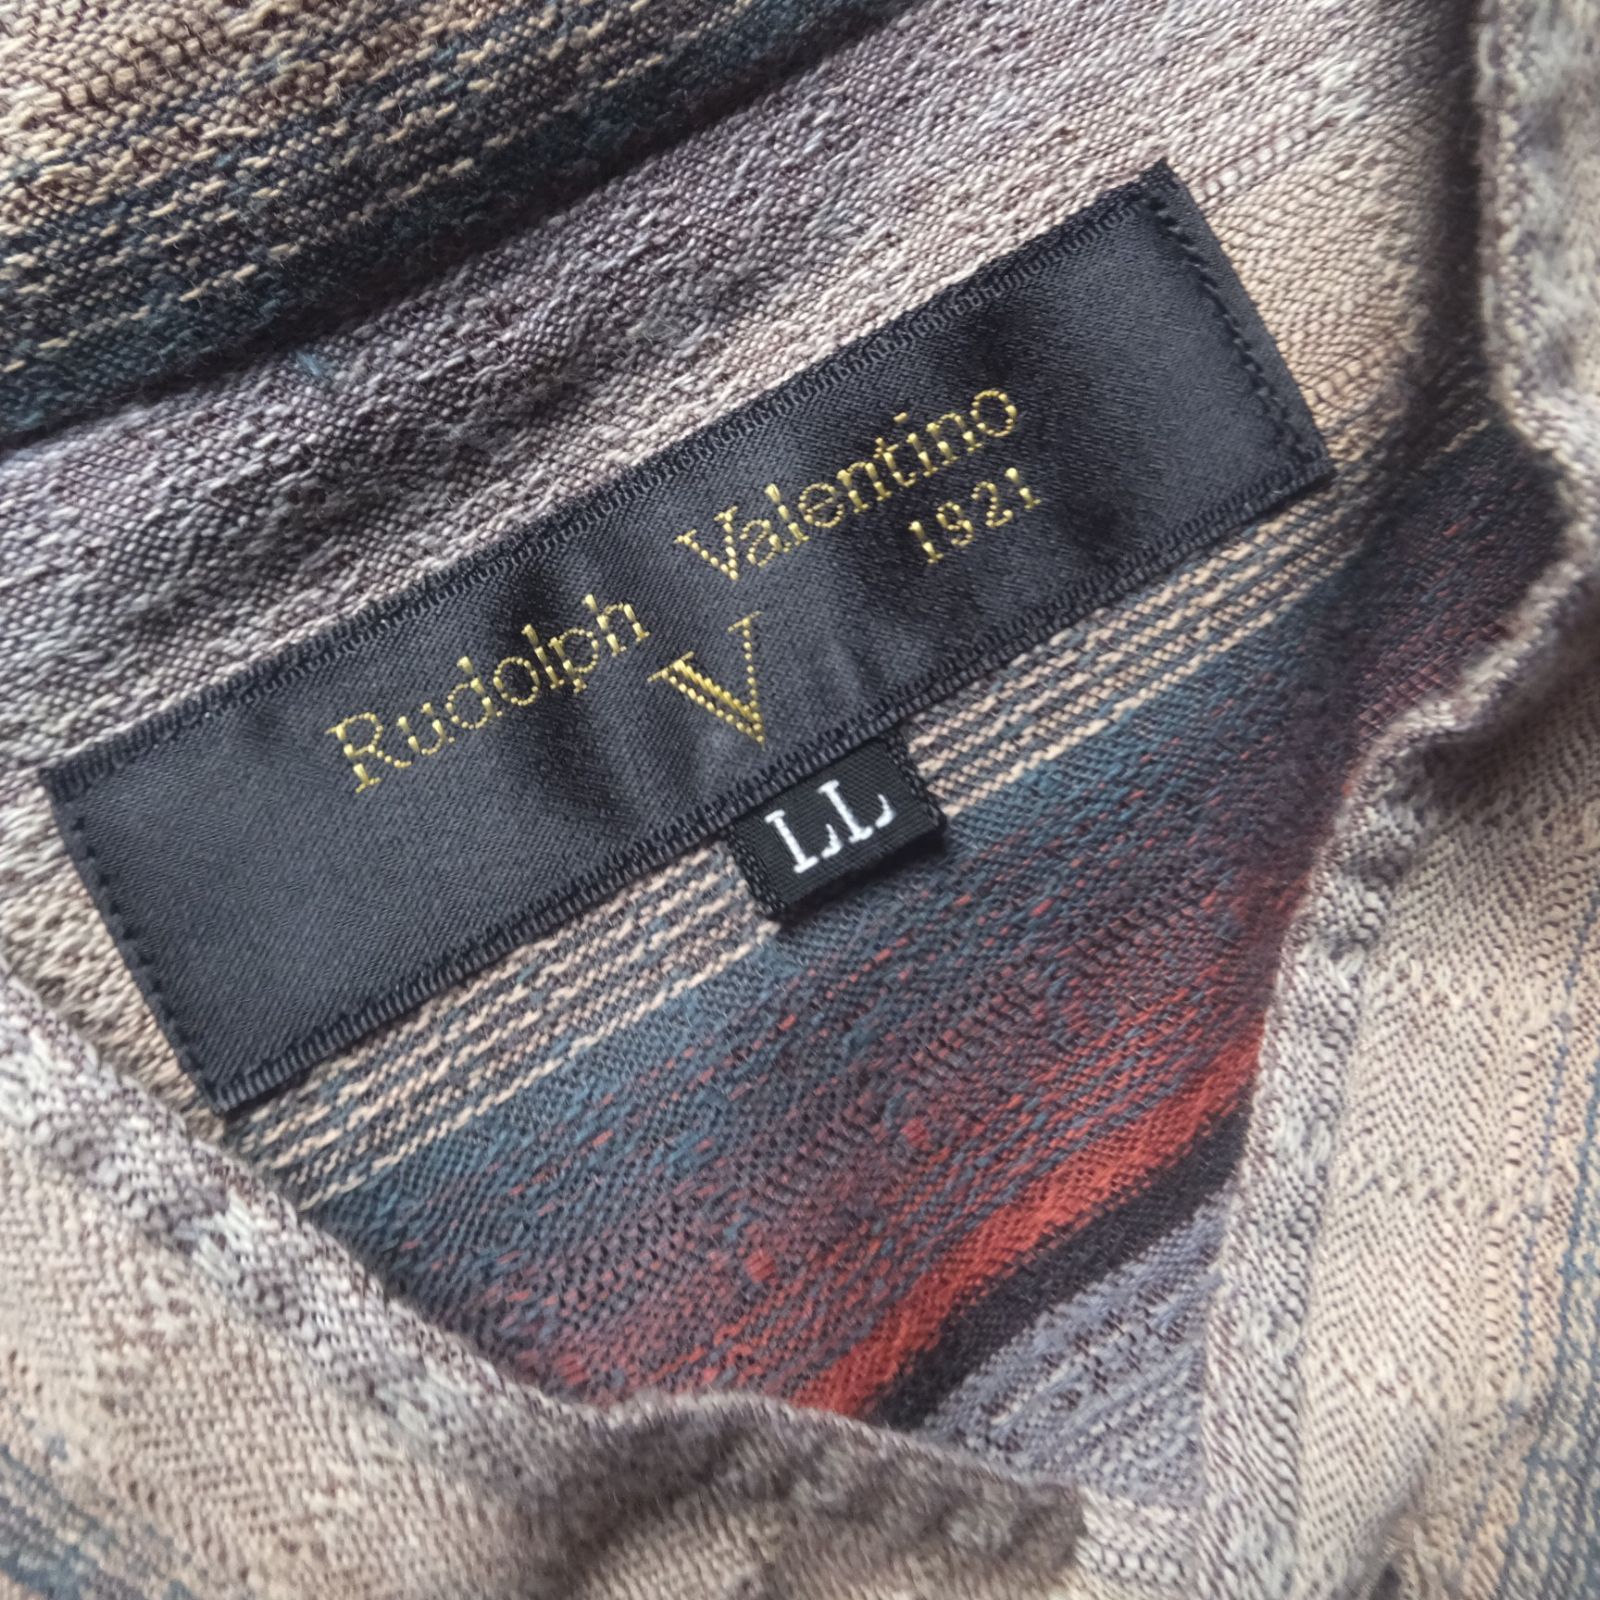 Rudolph Valentino
V 1921
LL